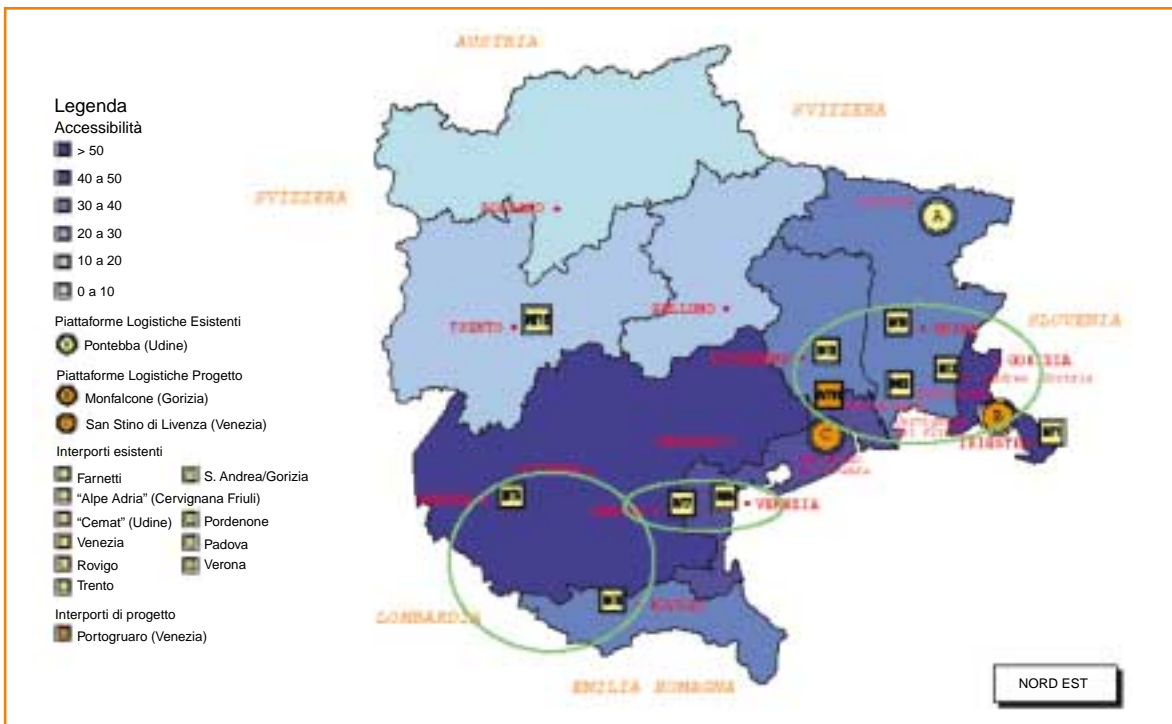 AUSTRIA
SVIZZERA
SVIZZERA
SLOVENIA
LOMBARDIA
EMILIA ROMAGNA
Legenda
Accessibilità
> 50
40 a 50
30 a 40
20 a 30
10 a 20
0 a 10
Piattaforme Logistiche Esistenti
A Pontebba (Udine)
Piattaforme Logistiche Progetto
B Monfalcone (Gorizia)
C San Stino di Livenza (Venezia)
Interporti esistenti
Farnetti
S. Andrea/Gorizia
“Alpe Adria” (Cervignana Friuli)
“Cemat” (Udine)
Pordenone
Venezia
Padova
Rovigo
Verona
Trento
Interporti di progetto
Portogruaro (Venezia)
BOLZANO
A
TRENTO
BELLUNO
UDINE
GORIZIA
B
C
TRIESTE
VENEZIA
ROVIGO
NORD EST